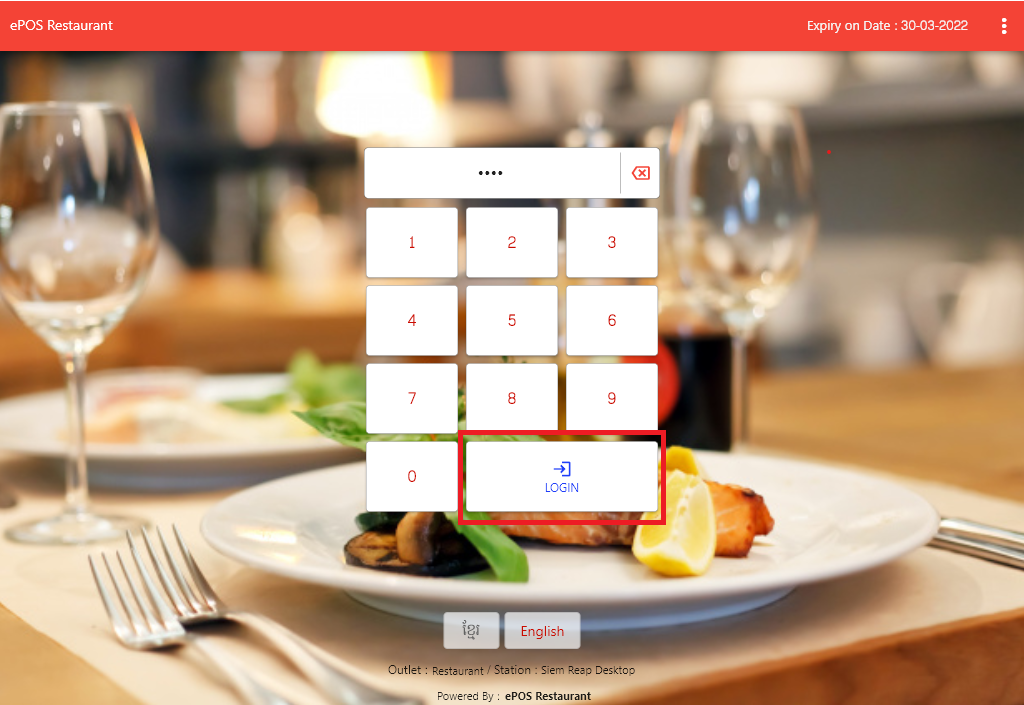 ePOS Restaurant
Expiry on Date : 30-03-2022
••••
1 2 3
4 5 6
7 8 9
0
LOGIN
ខ្មែរ English
Outlet : Restaurant / Station : Siem Reap Desktop
Powered By : ePOS Restaurant